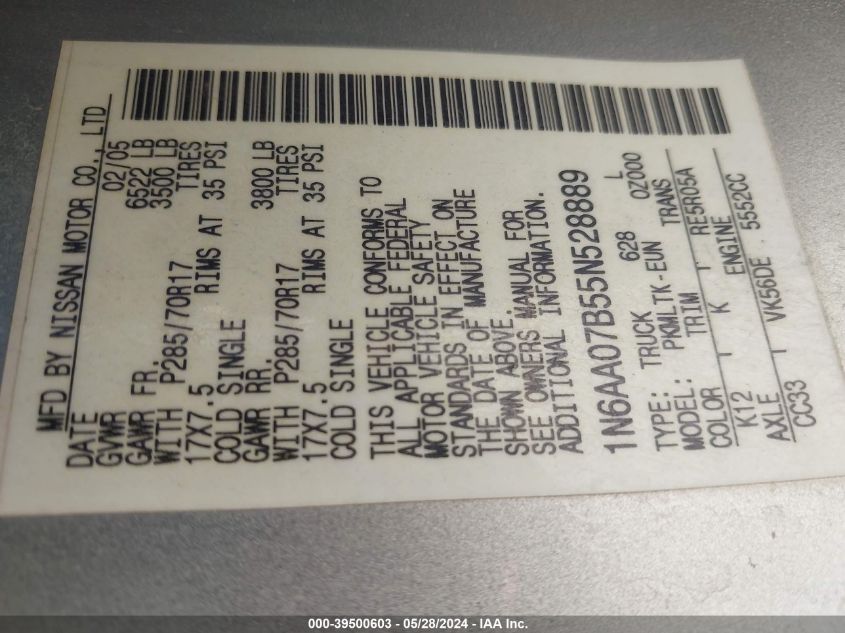 MFD BY NISSAN MOTOR CO., LTD
DATE 02/05
GVWR 6522 LB
GAWR FR. 3500 LB
WITH P285/70R17 TIRES
17X7.5 RIMS AT 35 PSI
COLD SINGLE
GAWR RR. 3800 LB
WITH P285/70R17 TIRES
17X7.5 RIMS AT 35 PSI
COLD SINGLE
THIS VEHICLE CONFORMS TO
ALL APPLICABLE FEDERAL
MOTOR VEHICLE SAFETY
STANDARDS IN EFFECT ON
THE DATE OF MANUFACTURE
SHOWN ABOVE.
SEE OWNERS MANUAL FOR
ADDITIONAL INFORMATION.
1N6AA07B55N528889
TYPE: TRUCK 628 L
MODEL: PKMLTK-EUN 0Z000
COLOR TRIM TRANS
K12 K RE5R05A
AXLE ENGINE
CC33 VK56DE 5552CC
000-39500603 - 05/28/2024 - IAA Inc.